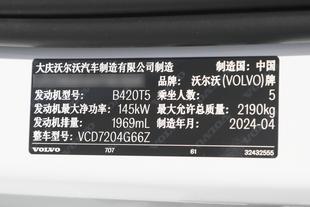 大庆沃尔沃汽车制造有限公司制造 制造国：中国
发动机型号： B420T5 品牌：沃尔沃(VOLVO)牌
发动机最大净功率： 145kW 乘坐人数： 5
发动机排量： 1969mL 最大允许总质量： 2190kg
整车型号：VCD7204G66Z 制造年月： 2024-04
VOLVO 707 61 32432555